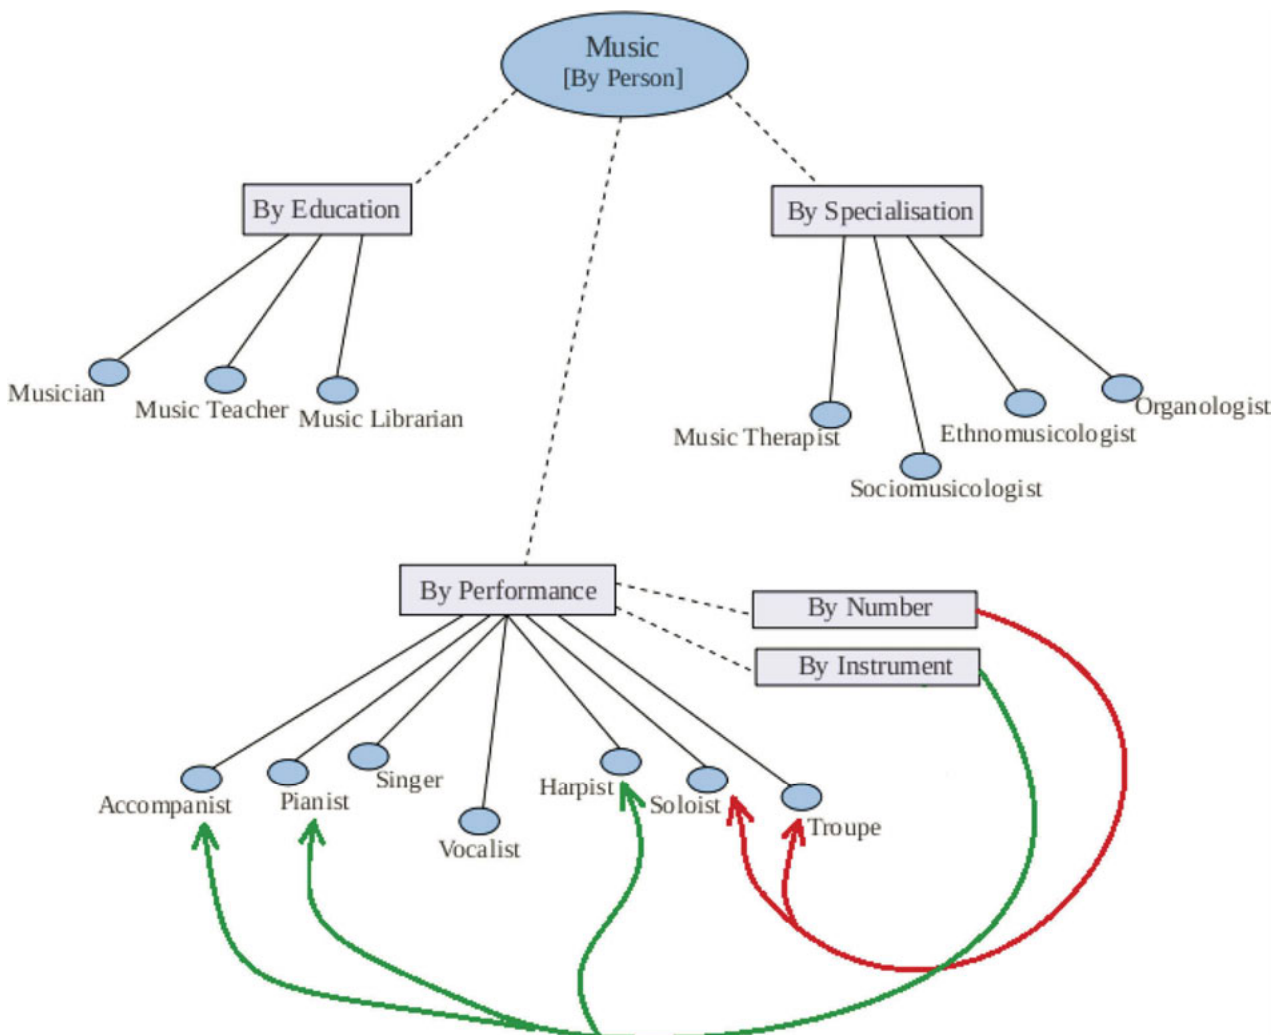 Music
[By Person]
By Education
By Specialisation
Musician
Music Teacher
Music Librarian
Music Therapist
Sociomusicologist
Ethnomusicologist
Organologist
By Performance
By Number
By Instrument
Accompanist
Pianist
Singer
Vocalist
Harpist
Soloist
Troupe